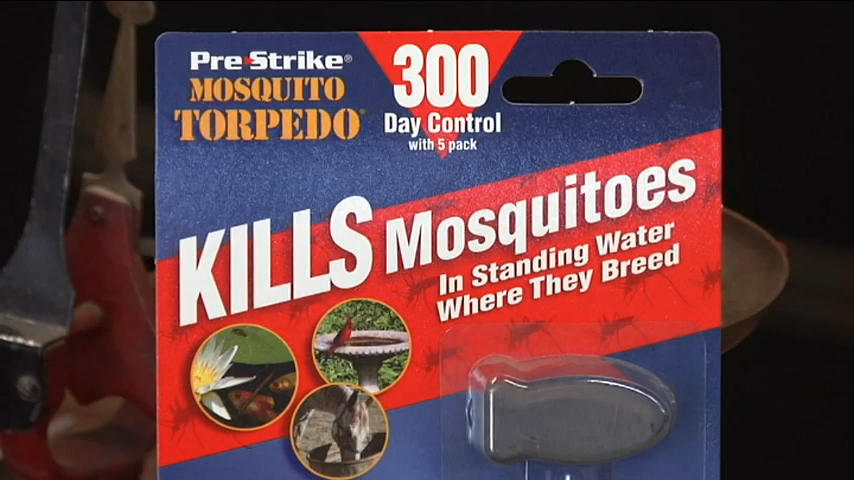 Pre-Strike®
MOSQUITO
TORPEDO®
300
Day Control
with 5 pack
KILLS Mosquitoes
In Standing Water
Where They Breed